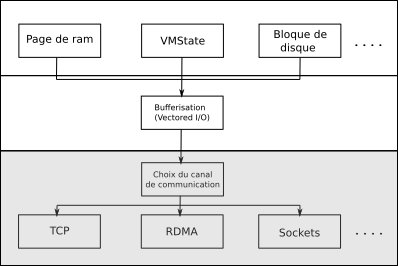 Page de ram
VMState
Bloque de
disque
. . . .
Bufferisation
(Vectored I/O)
Choix du canal
de communication
TCP
RDMA
Sockets
. . . .